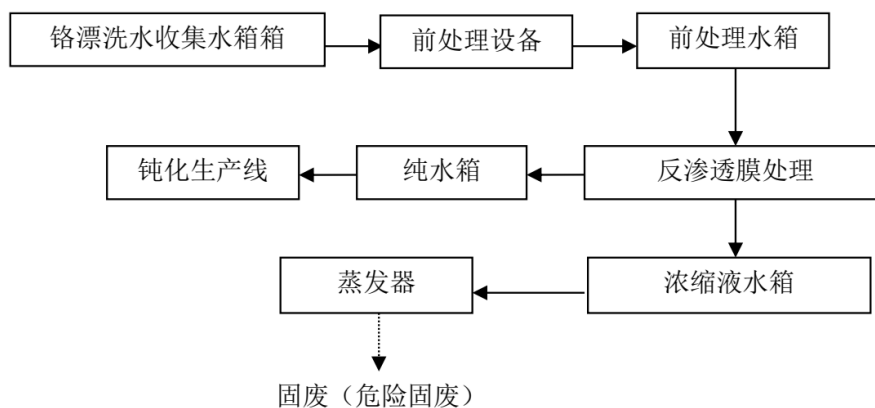 铬漂洗水收集水箱箱
前处理设备
前处理水箱
钝化生产线
纯水箱
反渗透膜处理
蒸发器
浓缩液水箱
固废（危险固废）